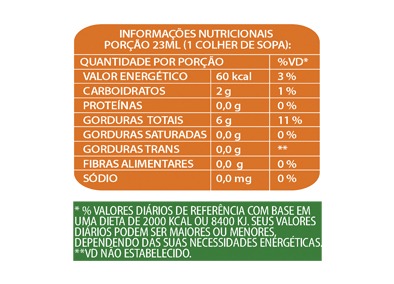 INFORMAÇÕES NUTRICIONAIS
PORÇÃO 23ML (1 COLHER DE SOPA):
QUANTIDADE POR PORÇÃO %VD*
VALOR ENERGÉTICO 60 kcal 3 %
CARBOIDRATOS 2 g 1 %
PROTEÍNAS 0,0 g 0 %
GORDURAS TOTAIS 6 g 11 %
GORDURAS SATURADAS 0,0 g 0 %
GORDURAS TRANS 0,0 g **
FIBRAS ALIMENTARES 0,0 g 0 %
SÓDIO 0,0 mg 0 %
* % VALORES DIÁRIOS DE REFERÊNCIA COM BASE EM
UMA DIETA DE 2000 KCAL OU 8400 KJ. SEUS VALORES
DIÁRIOS PODEM SER MAIORES OU MENORES,
DEPENDENDO DAS SUAS NECESSIDADES ENERGÉTICAS.
**VD NÃO ESTABELECIDO.